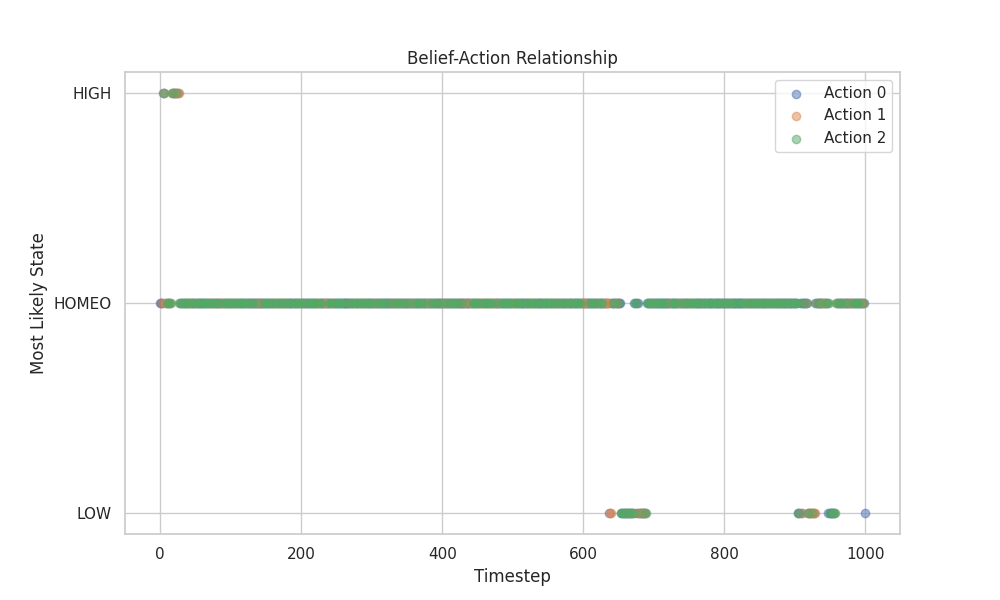 Belief-Action Relationship
HIGH
HOMEO
LOW
Most Likely State
Action 0
Action 1
Action 2
0
200
400
600
800
1000
Timestep